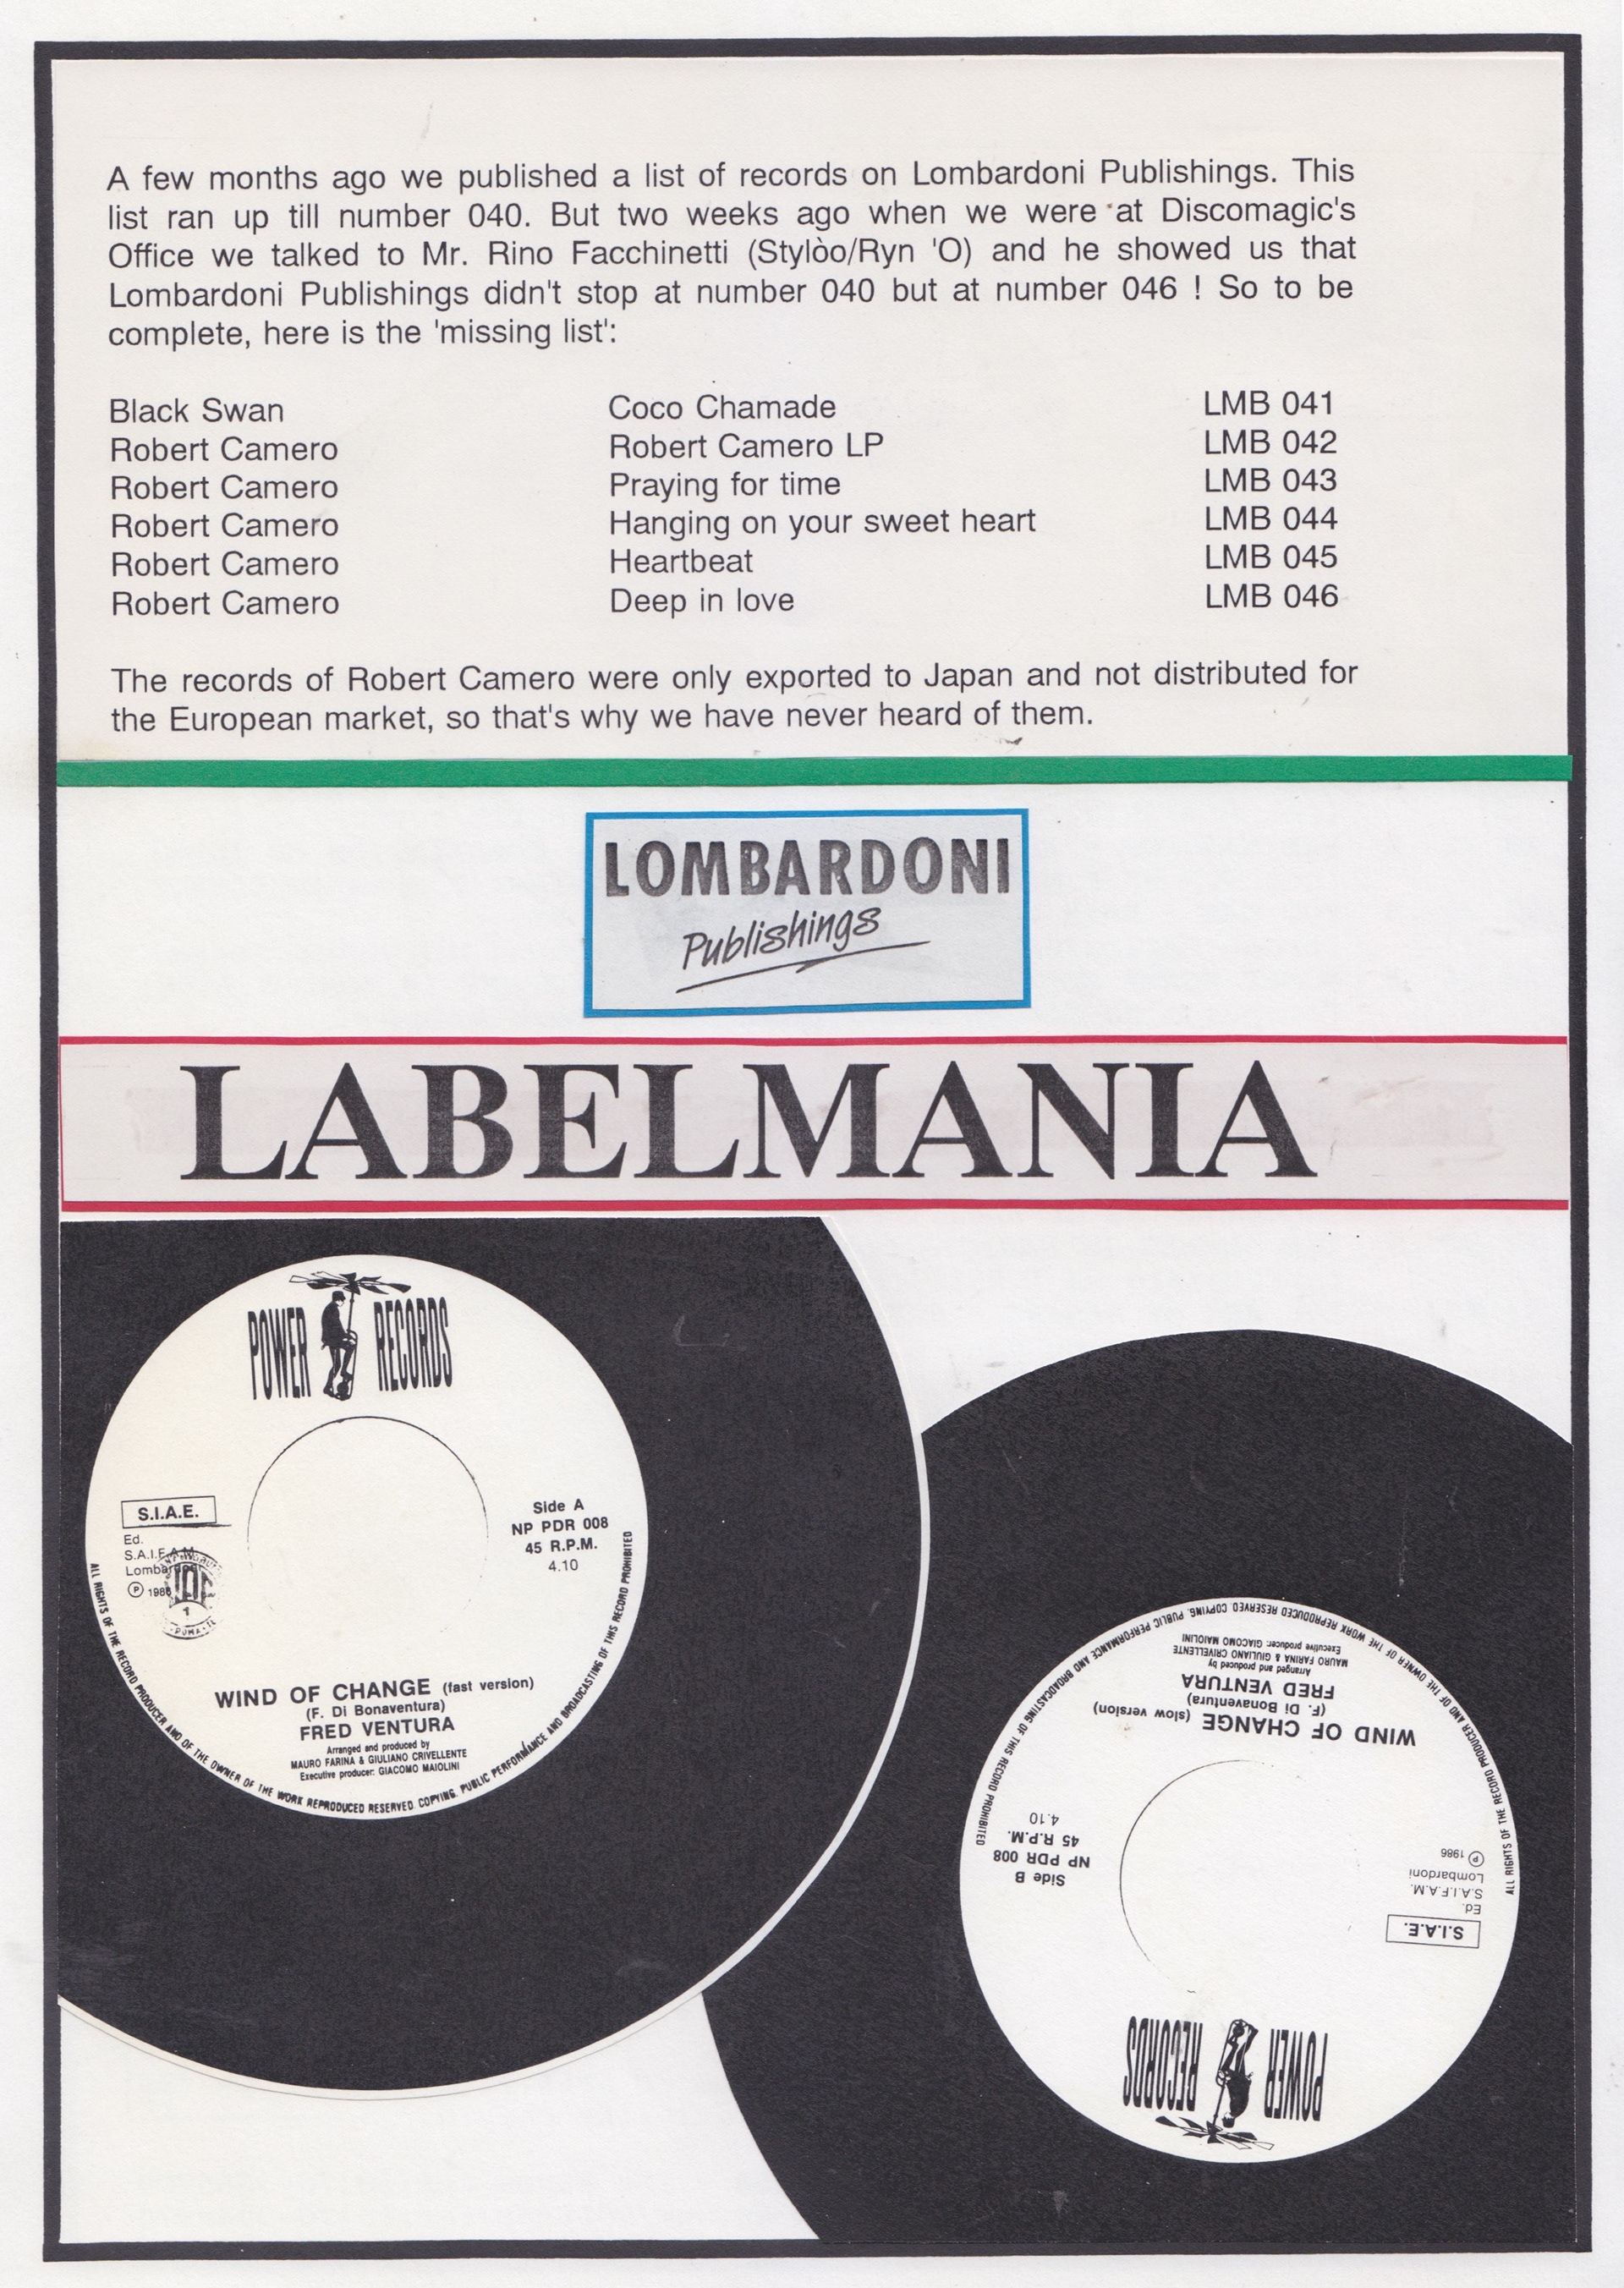 A few months ago we published a list of records on Lombardoni Publishings. This
list ran up till number 040. But two weeks ago when we were at Discomagic's
Office we talked to Mr. Rino Facchinetti (Stylòo/Ryn 'O) and he showed us that
Lombardoni Publishings didn't stop at number 040 but at number 046 ! So to be
complete, here is the 'missing list':
Black Swan Coco Chamade LMB 041
Robert Camero Robert Camero LP LMB 042
Robert Camero Praying for time LMB 043
Robert Camero Hanging on your sweet heart LMB 044
Robert Camero Heartbeat LMB 045
Robert Camero Deep in love LMB 046
The records of Robert Camero were only exported to Japan and not distributed for
the European market, so that's why we have never heard of them.
LOMBARDONI
Publishings
LABELMANIA
POWER RECORDS
S.I.A.E.
Ed.
S.A.I.F.A.M.
Lombardoni
℗ 1986
Side A
NP PDR 008
45 R.P.M.
4.10
WIND OF CHANGE (fast version)
(F. Di Bonaventura)
FRED VENTURA
Arranged and produced by
MAURO FARINA & GIULIANO CRIVELLENTE
Executive producer: GIACOMO MAIOLINI
ALL RIGHTS OF THE RECORD PRODUCER AND OF THE OWNER OF THE WORK REPRODUCED RESERVED. COPYING. PUBLIC PERFORMANCE AND BROADCASTING OF THIS RECORD PROHIBITED
POWER RECORDS
S.I.A.E.
Ed.
S.A.I.F.A.M.
Lombardoni
℗ 1986
Side B
NP PDR 008
45 R.P.M.
4.10
WIND OF CHANGE (slow version)
(F. Di Bonaventura)
FRED VENTURA
Arranged and produced by
MAURO FARINA & GIULIANO CRIVELLENTE
Executive producer: GIACOMO MAIOLINI
ALL RIGHTS OF THE RECORD PRODUCER AND OF THE OWNER OF THE WORK REPRODUCED RESERVED COPYING. PUBLIC PERFORMANCE AND BROADCASTING OF THIS RECORD PROHIBITED